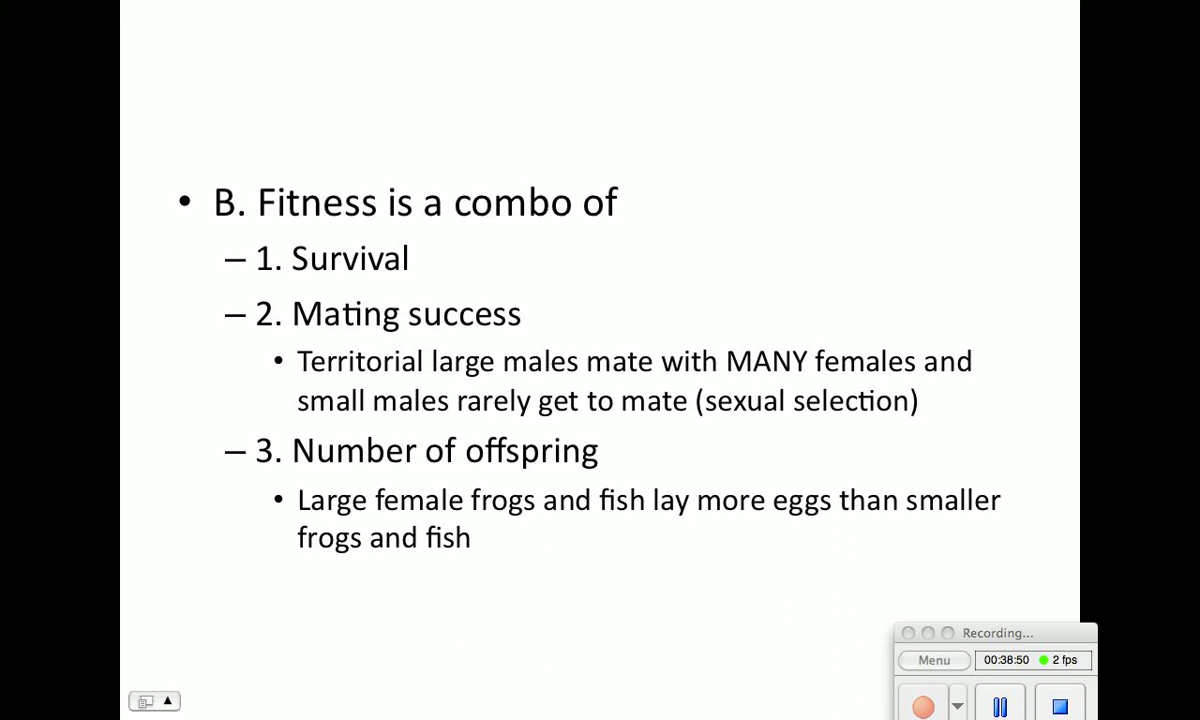 • B. Fitness is a combo of
– 1. Survival
– 2. Mating success
• Territorial large males mate with MANY females and
small males rarely get to mate (sexual selection)
– 3. Number of offspring
• Large female frogs and fish lay more eggs than smaller
frogs and fish
Recording...
Menu
00:38:50 2 fps